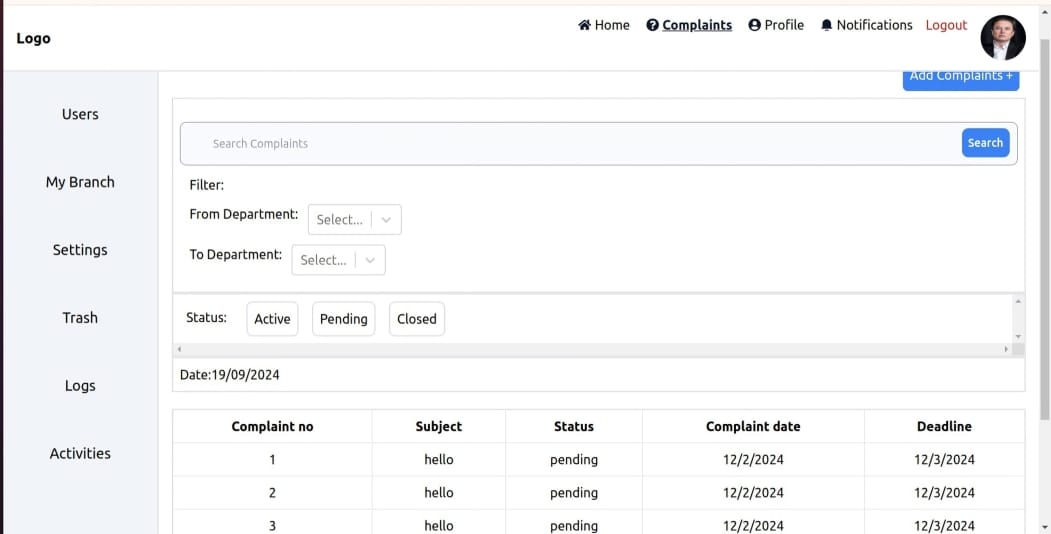 Logo
Home Complaints Profile Notifications Logout
Add Complaints +
Users
My Branch
Settings
Trash
Logs
Activities
Search Complaints Search
Filter:
From Department: Select...
To Department: Select...
Status: Active Pending Closed
Date:19/09/2024
Complaint no Subject Status Complaint date Deadline
1 hello pending 12/2/2024 12/3/2024
2 hello pending 12/2/2024 12/3/2024
3 hello pending 12/2/2024 12/3/2024